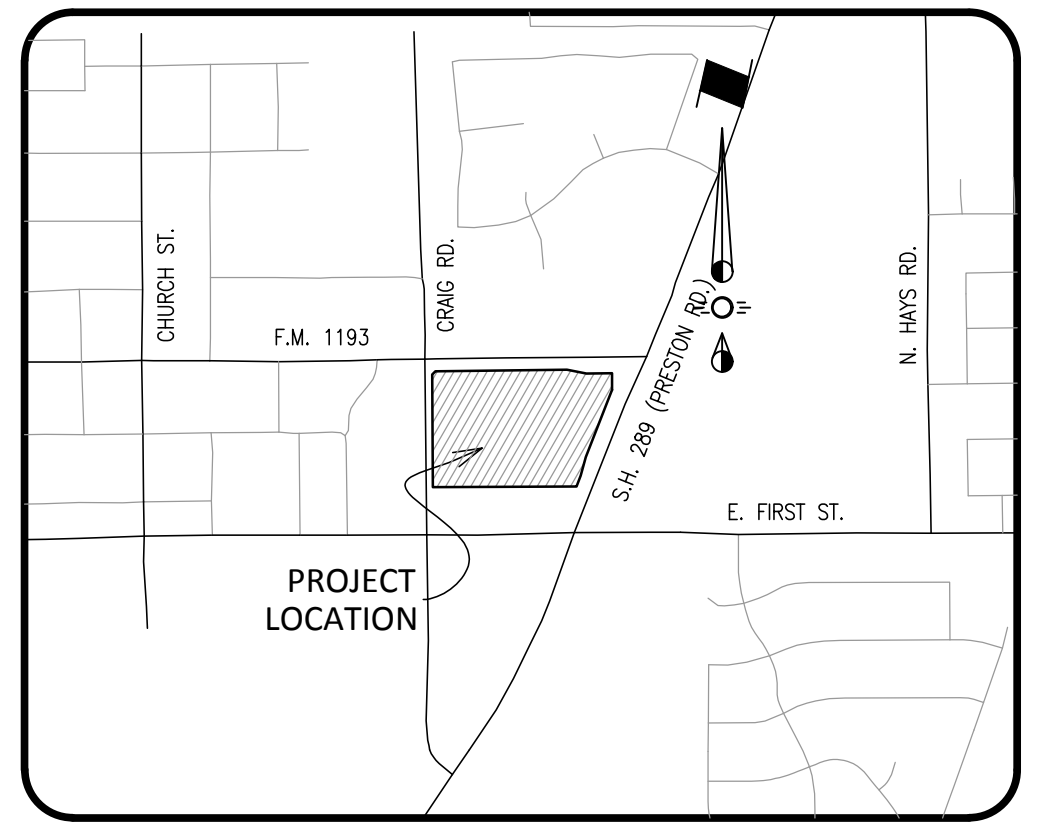 CHURCH ST.
CRAIG RD.
F.M. 1193
S.H. 289 (PRESTON RD.)
N. HAYS RD.
E. FIRST ST.
PROJECT
LOCATION